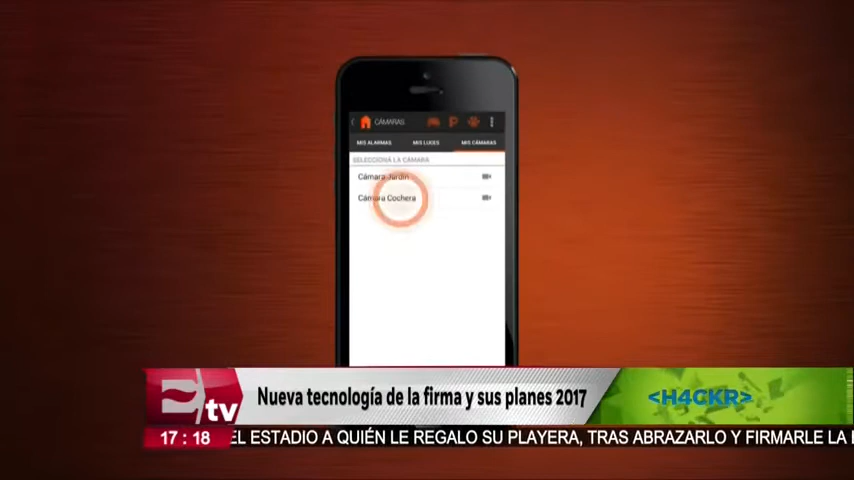 CÁMARAS
MIS ALARMAS MIS LUCES MIS CÁMARAS
SELECCIONÁ LA CÁMARA
Cámara Jardín
Cámara Cochera
Nueva tecnología de la firma y sus planes 2017
<H4CKR>
tv
17:18 EL ESTADIO A QUIÉN LE REGALO SU PLAYERA, TRAS ABRAZARLO Y FIRMARLE LA